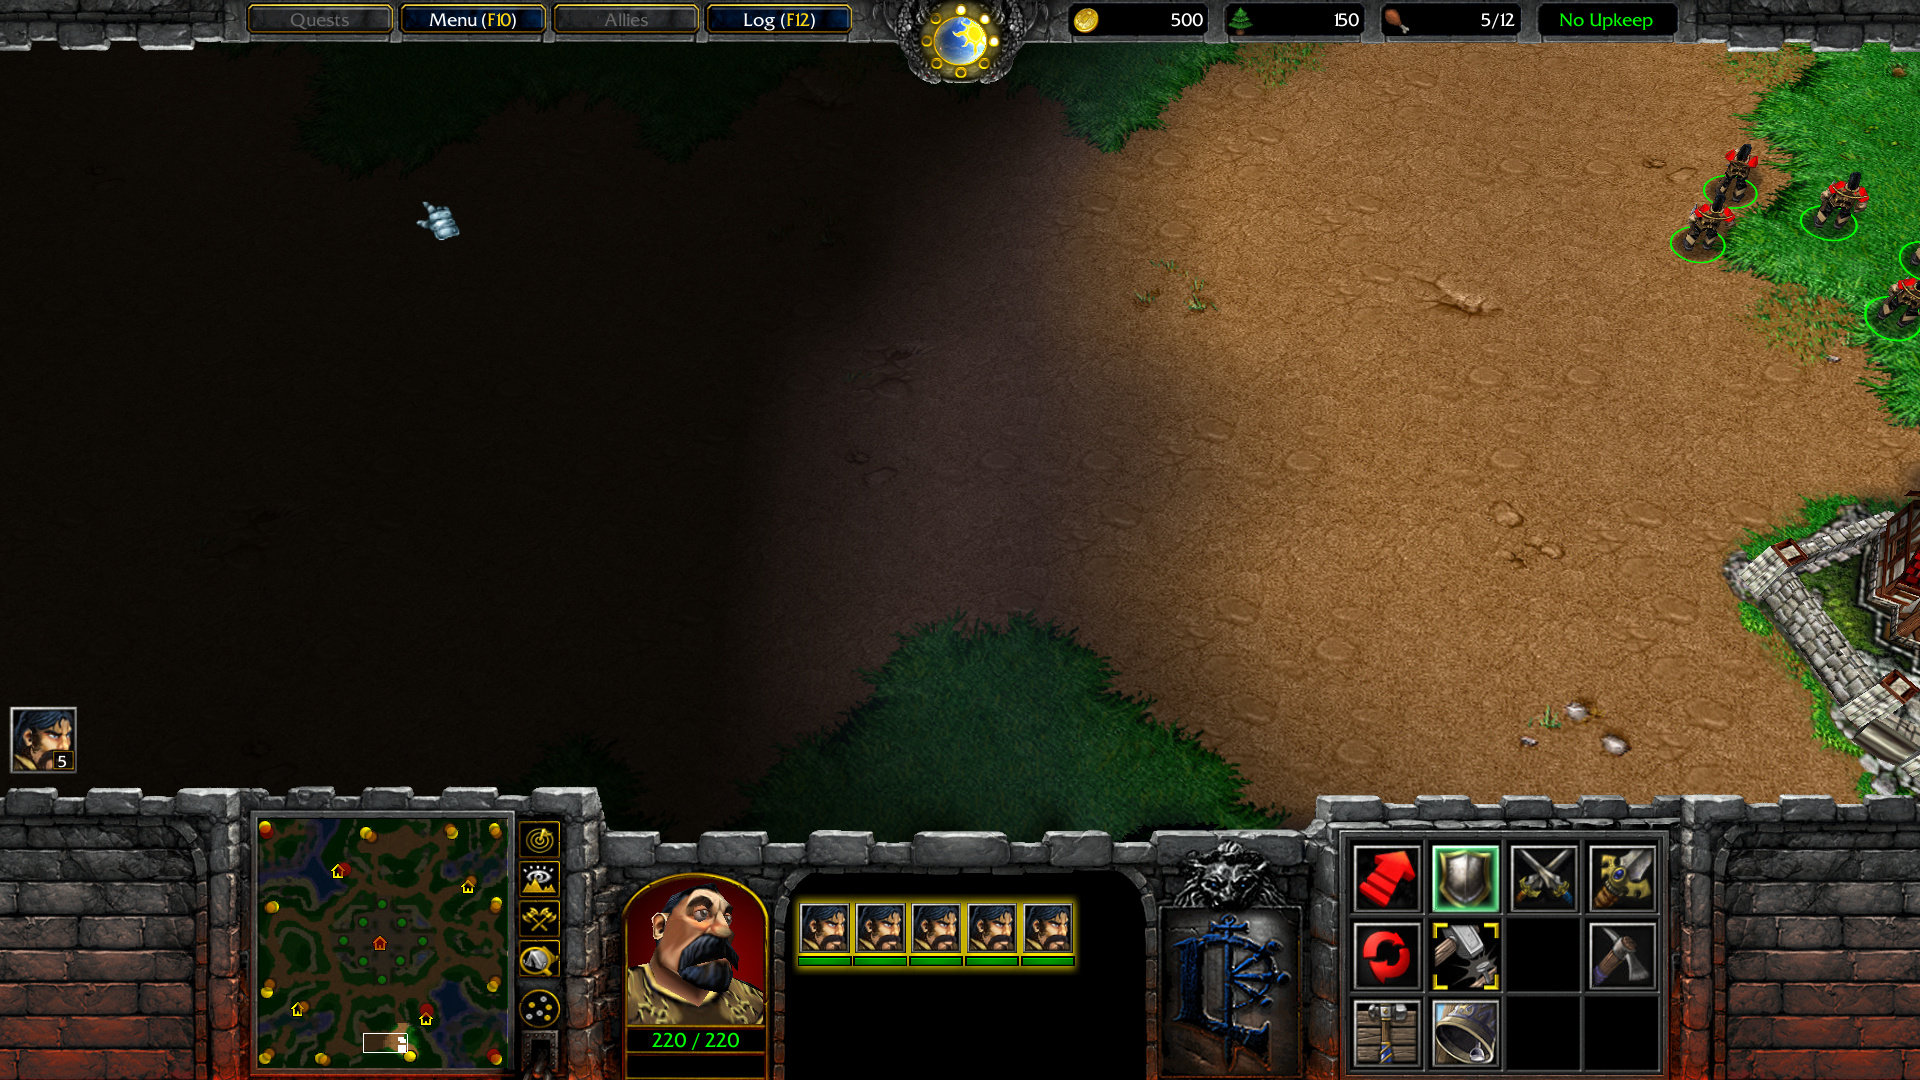 Quests
Menu (F10)
Allies
Log (F12)
500
150
5/12
No Upkeep
5
220 / 220